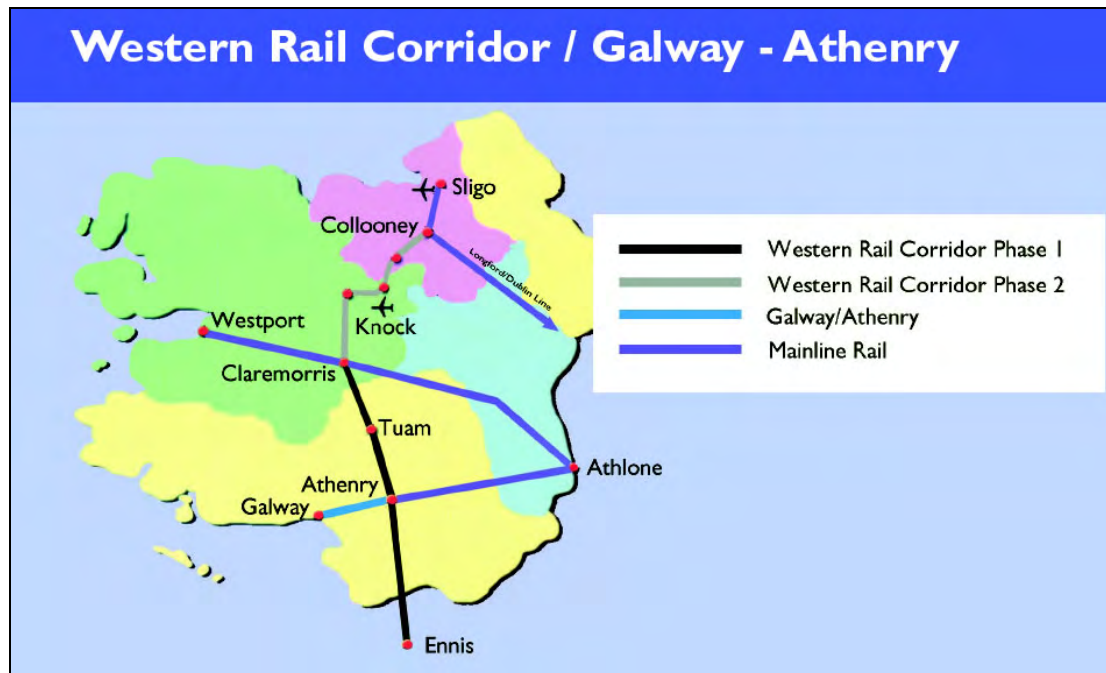 Western Rail Corridor / Galway - Athenry
Sligo
Collooney
Longford/Dublin Line
Knock
Westport
Claremorris
Tuam
Athenry
Galway
Athlone
Ennis
Western Rail Corridor Phase 1
Western Rail Corridor Phase 2
Galway/Athenry
Mainline Rail